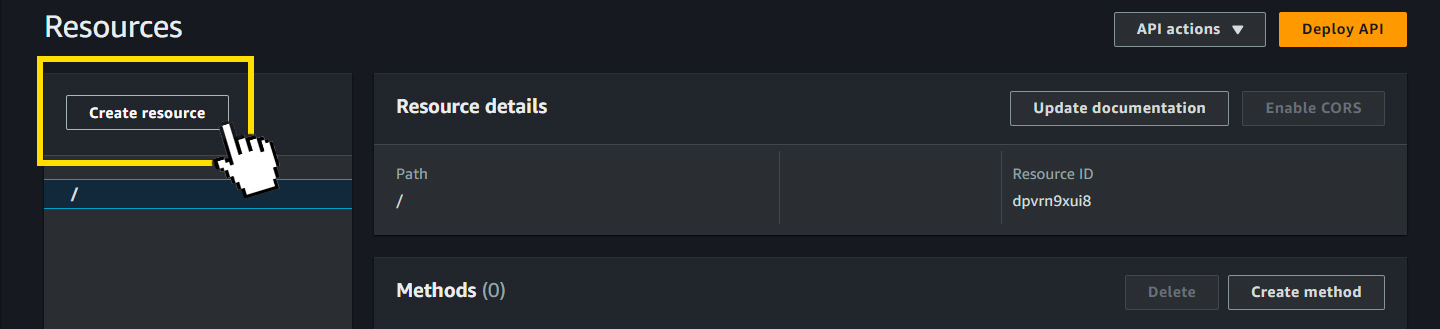 Resources
API actions
Deploy API
Create resource
/
Resource details
Update documentation
Enable CORS
Path
/
Resource ID
dpvrn9xui8
Methods (0)
Delete
Create method